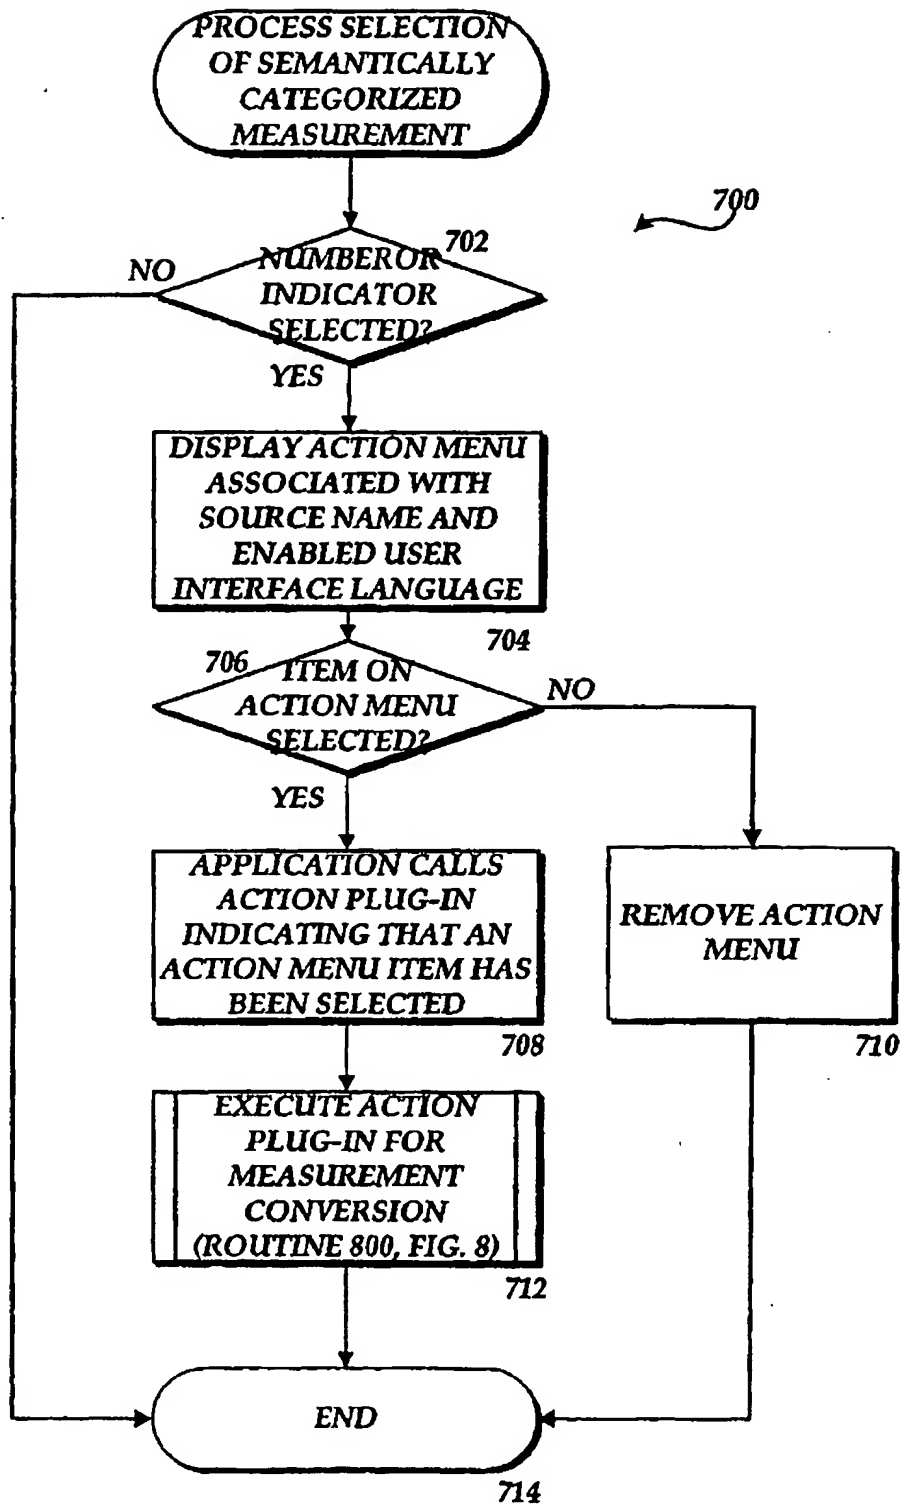 PROCESS SELECTION
OF SEMANTICALLY
CATEGORIZED
MEASUREMENT
700
702
NO
NUMBEROR
INDICATOR
SELECTED?
YES
DISPLAY ACTION MENU
ASSOCIATED WITH
SOURCE NAME AND
ENABLED USER
INTERFACE LANGUAGE
704
706
ITEM ON
ACTION MENU
SELECTED?
NO
YES
APPLICATION CALLS
ACTION PLUG-IN
INDICATING THAT AN
ACTION MENU ITEM HAS
BEEN SELECTED
708
REMOVE ACTION
MENU
710
EXECUTE ACTION
PLUG-IN FOR
MEASUREMENT
CONVERSION
(ROUTINE 800, FIG. 8)
712
END
714